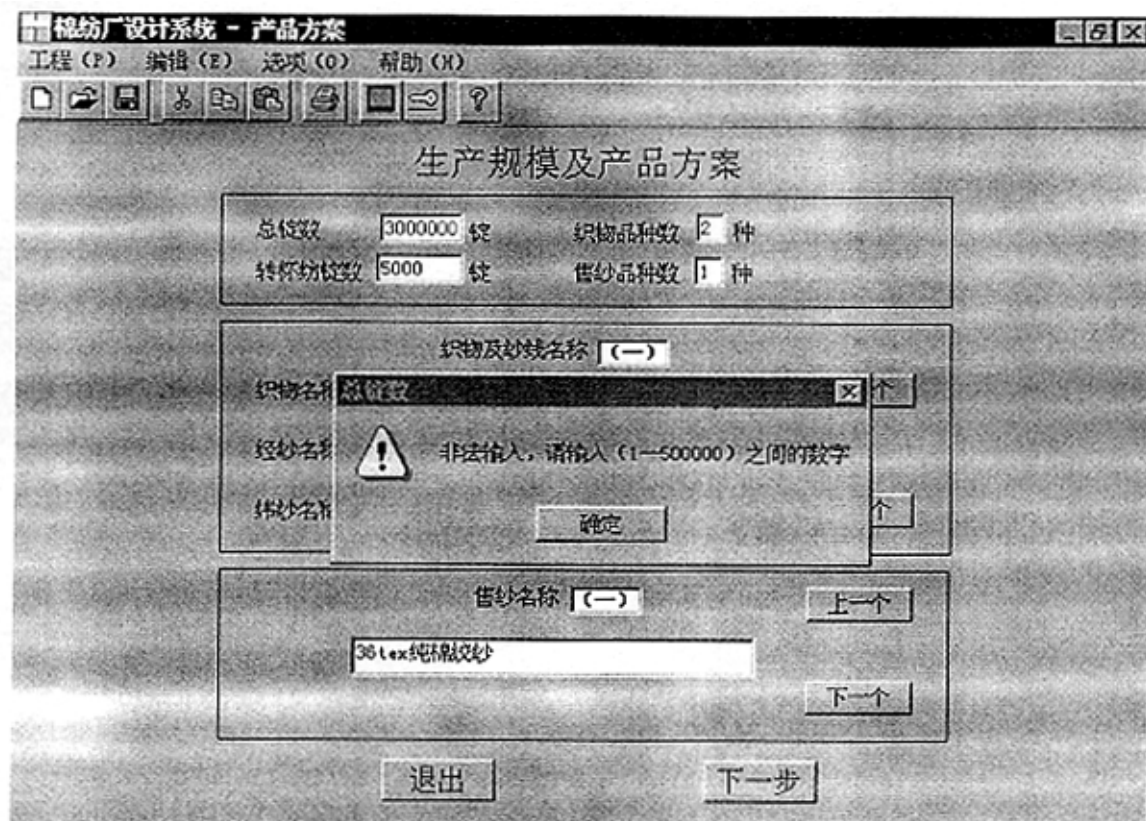 棉纺厂设计系统 - 产品方案
工程(P) 编辑(E) 选项(O) 帮助(H)
生产规模及产品方案
总锭数 3000000 锭 织物品种数 2 种
转杯纺锭数 5000 锭 售纱品种数 1 种
织物及纱线名称 (一)
织物名称 个
总锭数
经纱名称
非法输入，请输入(1—500000)之间的数字
纬纱名称 个
确定
售纱名称 (一)
上一个
36tex纯棉纱
下一个
退出 下一步